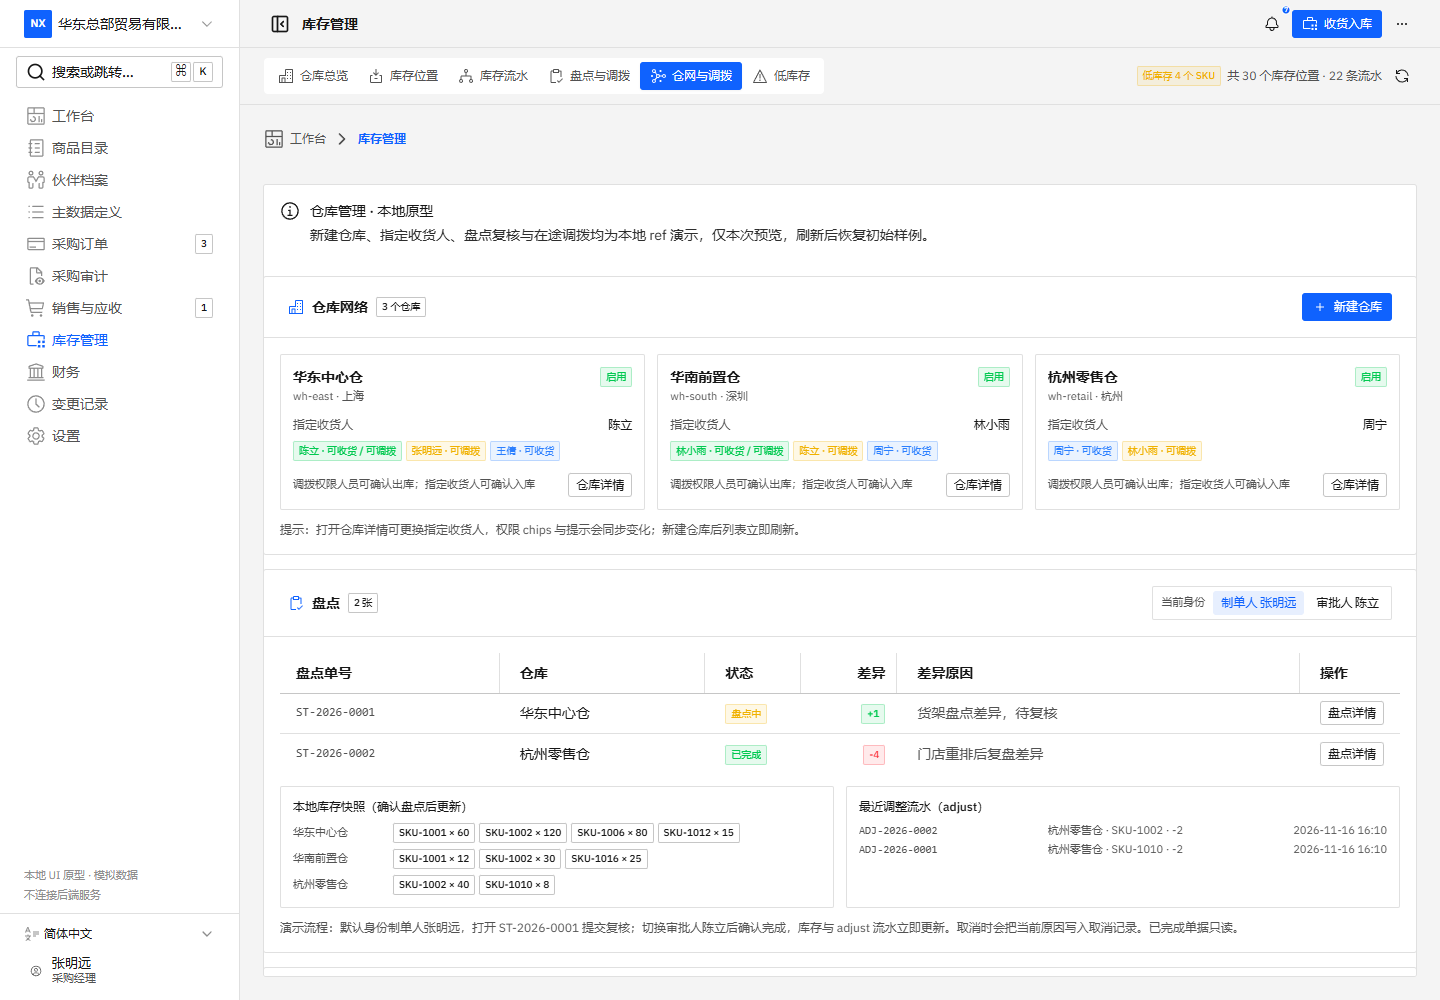 NX 华东总部贸易有限...
搜索或跳转... ⌘ K
工作台
商品目录
伙伴档案
主数据定义
采购订单 3
采购审计
销售与应收 1
库存管理
财务
变更记录
设置
本地 UI 原型 · 模拟数据
不连接后端服务
简体中文
张明远
采购经理
库存管理
收货入库
仓库总览 库存位置 库存流水 盘点与调拨 仓网与调拨 低库存
低库存 4 个 SKU 共 30 个库存位置 · 22 条流水
工作台 库存管理
仓库管理 · 本地原型
新建仓库、指定收货人、盘点复核与在途调拨均为本地 ref 演示，仅本次预览，刷新后恢复初始样例。
仓库网络 3 个仓库
+ 新建仓库
华东中心仓 启用
wh-east · 上海
指定收货人 陈立
陈立 · 可收货 / 可调拨 张明远 · 可调拨 王倩 · 可收货
调拨权限人员可确认出库；指定收货人可确认入库 仓库详情
华南前置仓 启用
wh-south · 深圳
指定收货人 林小雨
林小雨 · 可收货 / 可调拨 陈立 · 可调拨 周宁 · 可收货
调拨权限人员可确认出库；指定收货人可确认入库 仓库详情
杭州零售仓 启用
wh-retail · 杭州
指定收货人 周宁
周宁 · 可收货 林小雨 · 可调拨
调拨权限人员可确认出库；指定收货人可确认入库 仓库详情
提示：打开仓库详情可更换指定收货人，权限 chips 与提示会同步变化；新建仓库后列表立即刷新。
盘点 2 张
当前身份 制单人 张明远 审批人 陈立
盘点单号 仓库 状态 差异 差异原因 操作
ST-2026-0001 华东中心仓 盘点中 +1 货架盘点差异，待复核 盘点详情
ST-2026-0002 杭州零售仓 已完成 -4 门店重排后复盘差异 盘点详情
本地库存快照（确认盘点后更新）
华东中心仓 SKU-1001 × 60 SKU-1002 × 120 SKU-1006 × 80 SKU-1012 × 15
华南前置仓 SKU-1001 × 12 SKU-1002 × 30 SKU-1016 × 25
杭州零售仓 SKU-1002 × 40 SKU-1010 × 8
最近调整流水（adjust）
ADJ-2026-0002 杭州零售仓 · SKU-1002 · -2 2026-11-16 16:10
ADJ-2026-0001 杭州零售仓 · SKU-1010 · -2 2026-11-16 16:10
演示流程：默认身份制单人张明远，打开 ST-2026-0001 提交复核；切换审批人陈立后确认完成，库存与 adjust 流水立即更新。取消时会把当前原因写入取消记录。已完成单据只读。